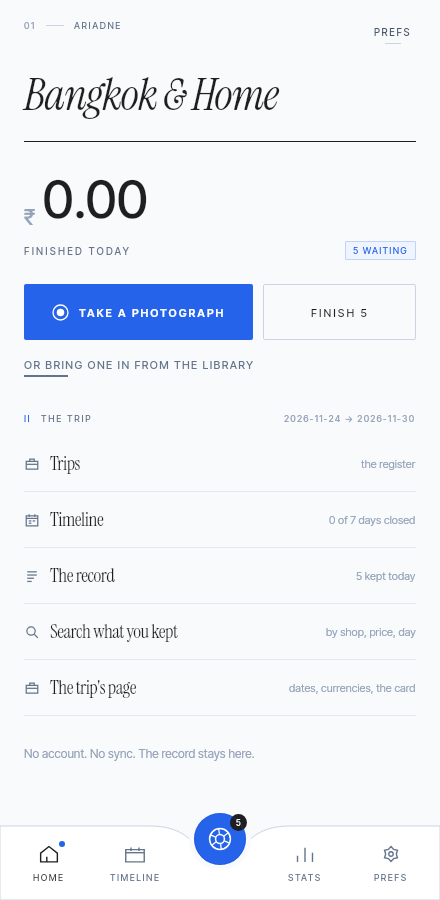 01 ARIADNE
PREFS
Bangkok & Home
₹ 0.00
FINISHED TODAY
5 WAITING
TAKE A PHOTOGRAPH
FINISH 5
OR BRING ONE IN FROM THE LIBRARY
II THE TRIP
2026-11-24 → 2026-11-30
Trips
the register
Timeline
0 of 7 days closed
The record
5 kept today
Search what you kept
by shop, price, day
The trip's page
dates, currencies, the card
No account. No sync. The record stays here.
5
HOME
TIMELINE
STATS
PREFS